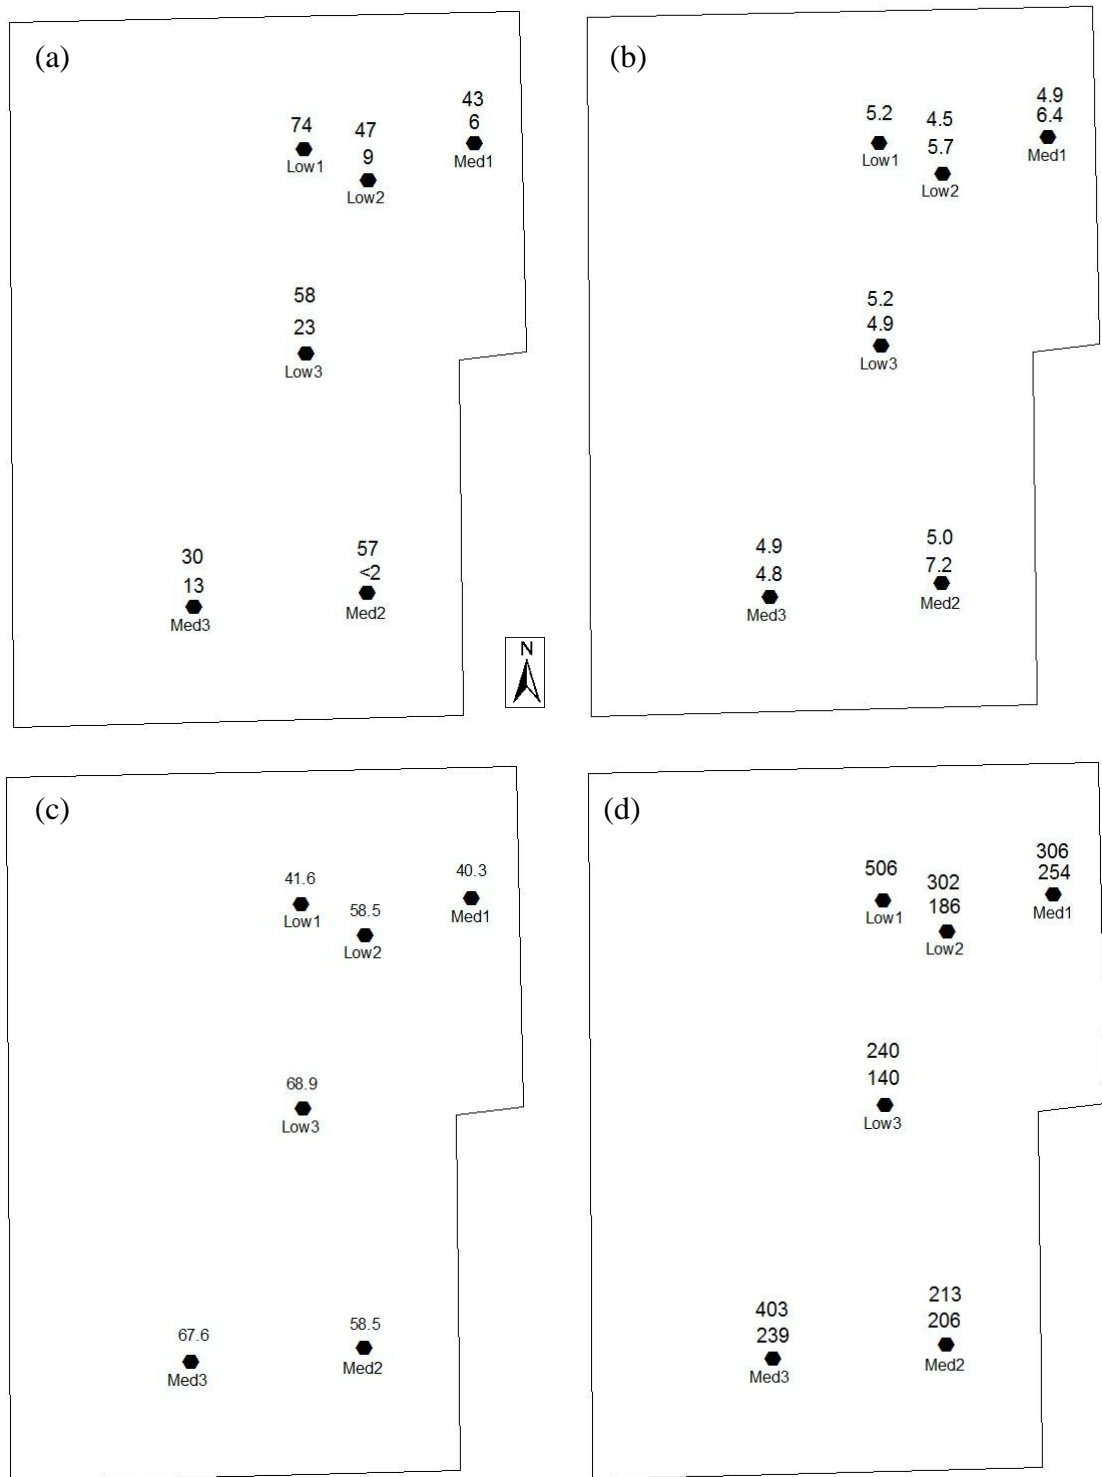 (a)
74
Low1
47
9
Low2
43
6
Med1
58
23
Low3
30
13
Med3
57
<2
Med2
N
(b)
5.2
Low1
4.5
5.7
Low2
4.9
6.4
Med1
5.2
4.9
Low3
4.9
4.8
Med3
5.0
7.2
Med2
(c)
41.6
Low1
58.5
Low2
40.3
Med1
68.9
Low3
67.6
Med3
58.5
Med2
(d)
506
Low1
302
186
Low2
306
254
Med1
240
140
Low3
403
239
Med3
213
206
Med2